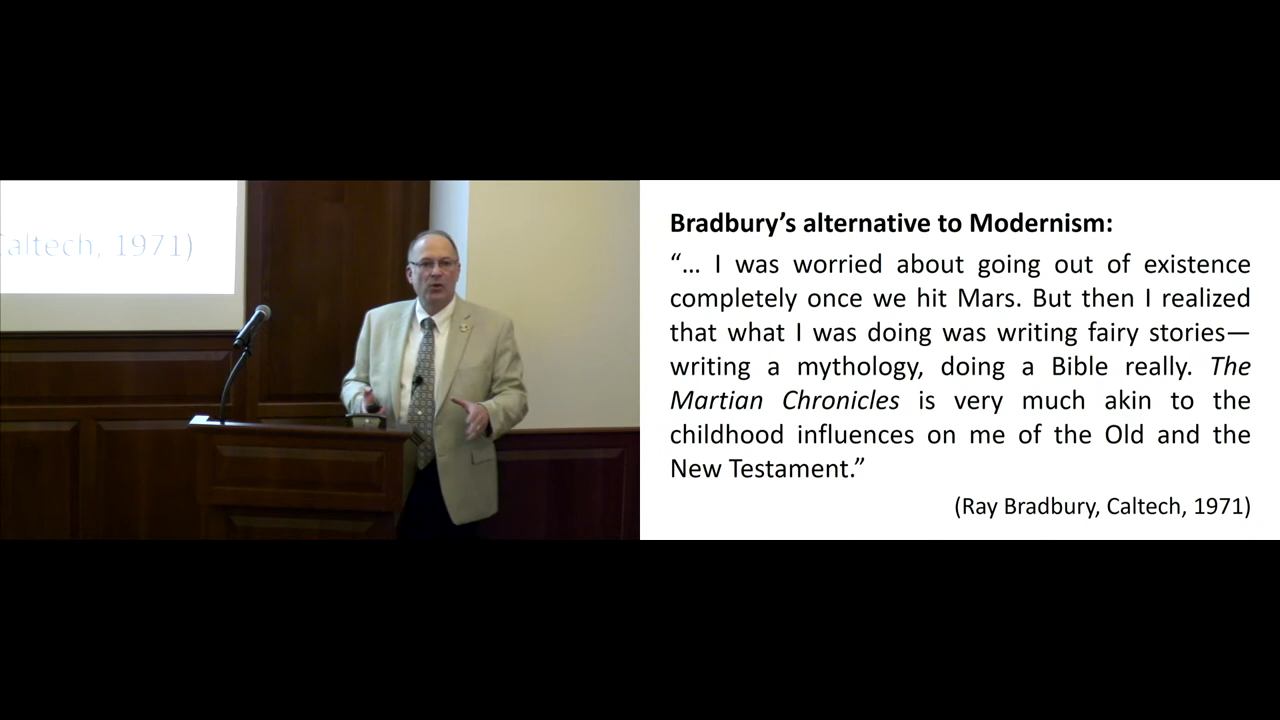 altech, 1971)
Bradbury’s alternative to Modernism:
“… I was worried about going out of existence
completely once we hit Mars. But then I realized
that what I was doing was writing fairy stories—
writing a mythology, doing a Bible really. The
Martian Chronicles is very much akin to the
childhood influences on me of the Old and the
New Testament.”
(Ray Bradbury, Caltech, 1971)